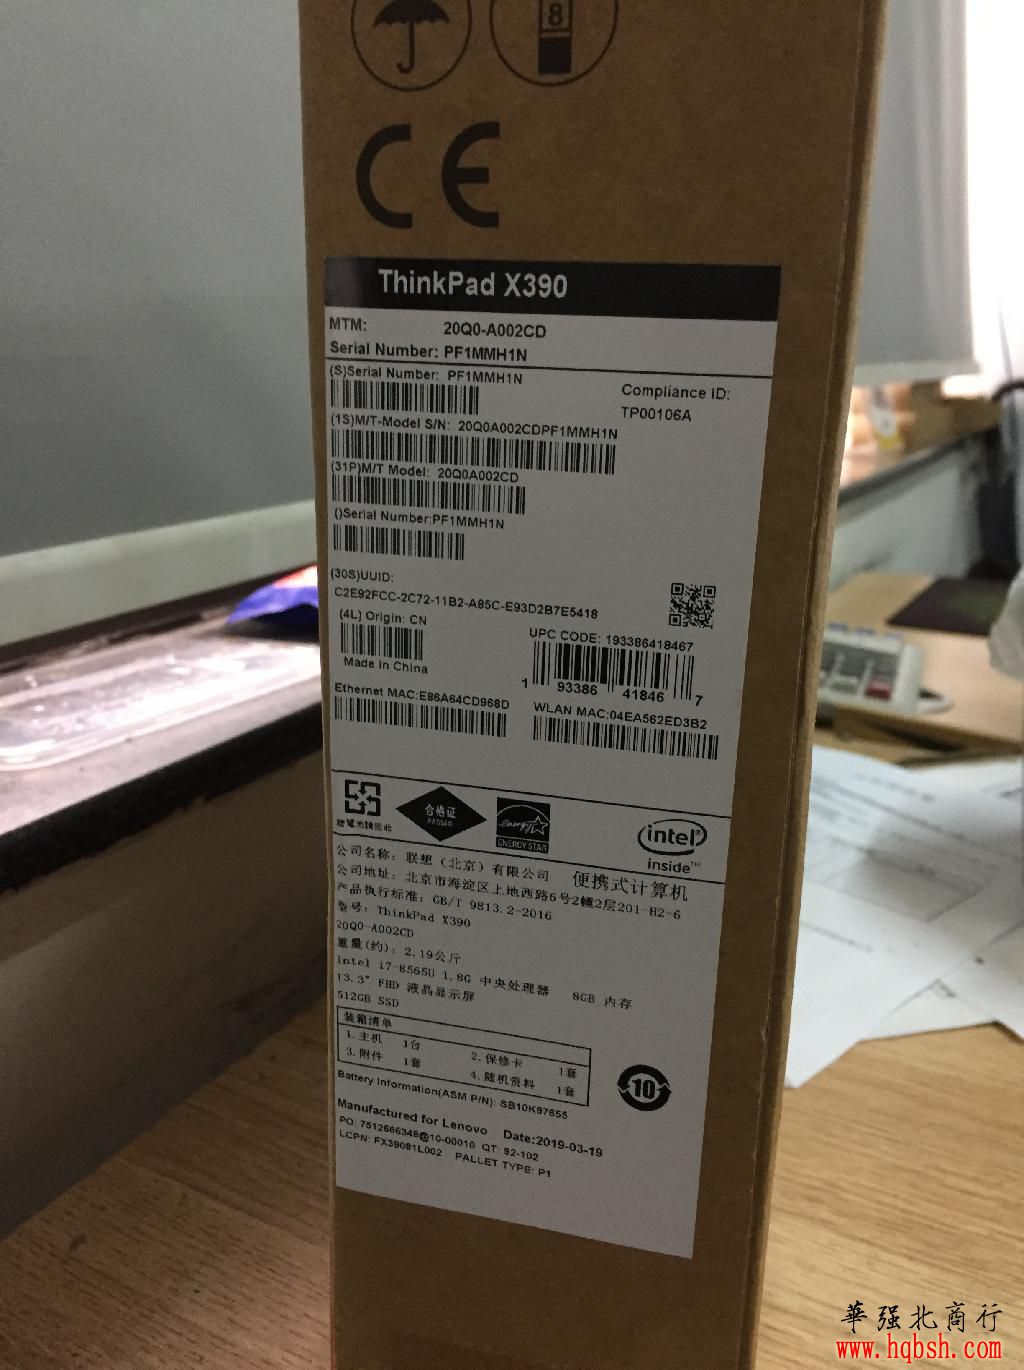 8
CE
ThinkPad X390
MTM: 20Q0-A002CD
Serial Number: PF1MMH1N
(S)Serial Number: PF1MMH1N
Compliance ID:
TP00106A
(1S)M/T-Model S/N: 20Q0A002CDPF1MMH1N
(31P)M/T Model: 20Q0A002CD
()Serial Number:PF1MMH1N
(30S)UUID:
C2E92FCC-2C72-11B2-A85C-E93D2B7E5418
(4L) Origin: CN
Made in China
UPC CODE: 193386418467
1 93386 41846 7
Ethernet MAC:E86A64CD968D
WLAN MAC:04EA562ED3B2
廢電池請回收
合格证
PASSED
energy
ENERGY STAR
intel
inside™
公司名称: 联想（北京）有限公司 便携式计算机
公司地址: 北京市海淀区上地西路6号2幢2层201-H2-6
产品执行标准: GB/T 9813.2-2016
型号: ThinkPad X390
20Q0-A002CD
重量(约): 2.19公斤
Intel i7-8565U 1.8G 中央处理器 8GB 内存
13.3" FHD 液晶显示屏
512GB SSD
装箱清单
1.主机 1台 2.保修卡 1套
3.附件 1套 4.随机资料 1套
10
Battery Information(ASM P/N): SB10K97655
Manufactured for Lenovo Date:2019-03-19
PO: 7512666348@10-00010 QT: 92-102
LCPN: FX39081L002 PALLET TYPE: P1
華强北商行
www.hqbsh.com